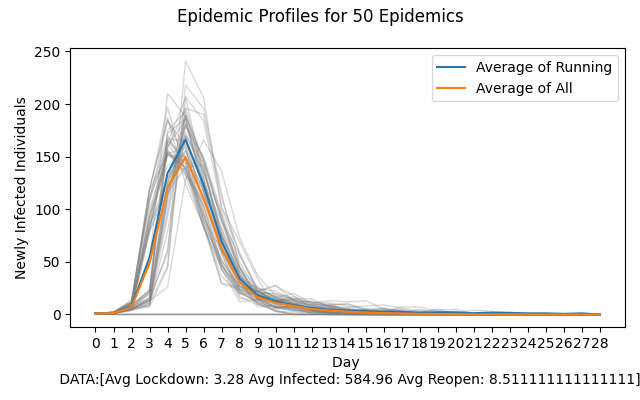 Epidemic Profiles for 50 Epidemics
250
200
150
100
50
0
Newly Infected Individuals
Average of Running
Average of All
0 1 2 3 4 5 6 7 8 9 10 11 12 13 14 15 16 17 18 19 20 21 22 23 24 25 26 27 28
Day
DATA:[Avg Lockdown: 3.28 Avg Infected: 584.96 Avg Reopen: 8.511111111111111]